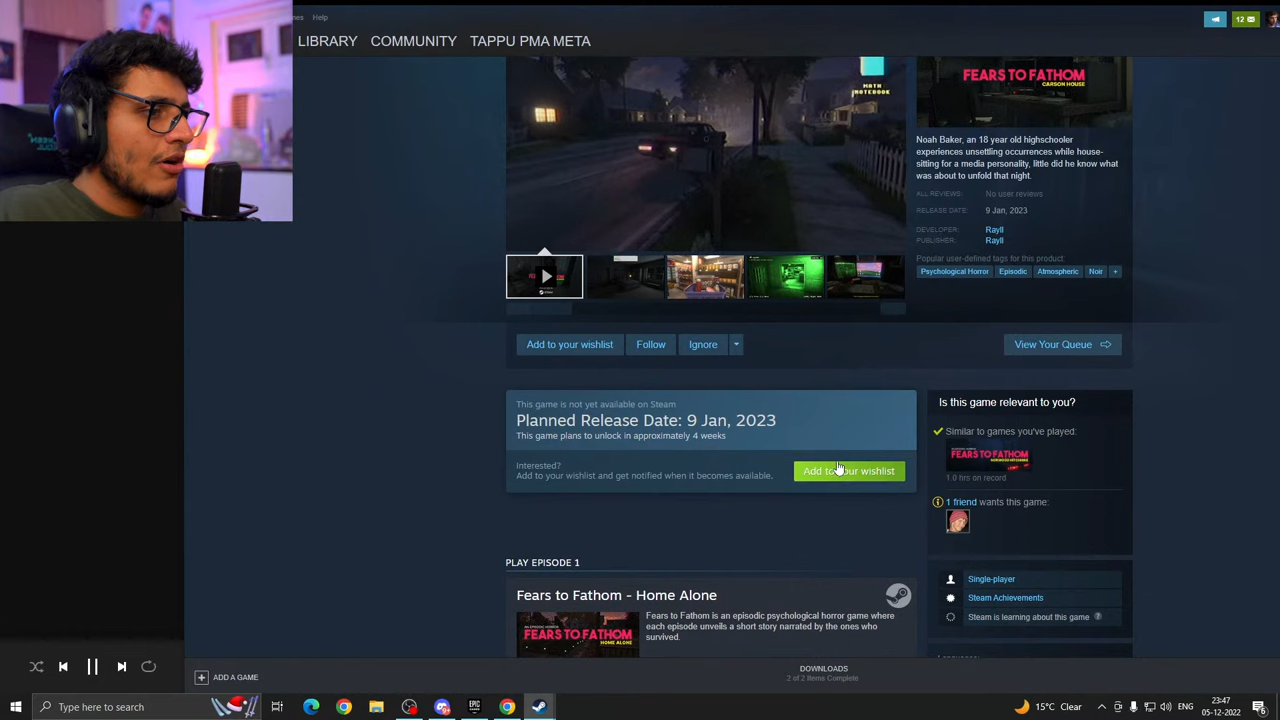 Help
LIBRARY COMMUNITY TAPPU PMA META
12
MATH
NOTEBOOK
FEARS TO FATHOM
CARSON HOUSE
Noah Baker, an 18 year old highschooler
experiences unsettling occurrences while house-
sitting for a media personality, little did he know what
was about to unfold that night.
ALL REVIEWS: No user reviews
RELEASE DATE: 9 Jan, 2023
DEVELOPER: Rayll
PUBLISHER: Rayll
Popular user-defined tags for this product:
Psychological Horror Episodic Atmospheric Noir +
Add to your wishlist Follow Ignore View Your Queue
This game is not yet available on Steam
Planned Release Date: 9 Jan, 2023
This game plans to unlock in approximately 4 weeks
Interested?
Add to your wishlist and get notified when it becomes available.
Add to your wishlist
Is this game relevant to you?
Similar to games you've played:
FEARS TO FATHOM
1.0 hrs on record
1 friend wants this game:
Single-player
Steam Achievements
Steam is learning about this game ?
PLAY EPISODE 1
Fears to Fathom - Home Alone
AN EPISODIC HORROR
FEARS TO FATHOM
HOME ALONE
Fears to Fathom is an episodic psychological horror game where
each episode unveils a short story narrated by the ones who
survived.
ADD A GAME
DOWNLOADS
2 of 2 Items Complete
Type here to search
EPIC
15°C Clear
23:47
05-12-2022